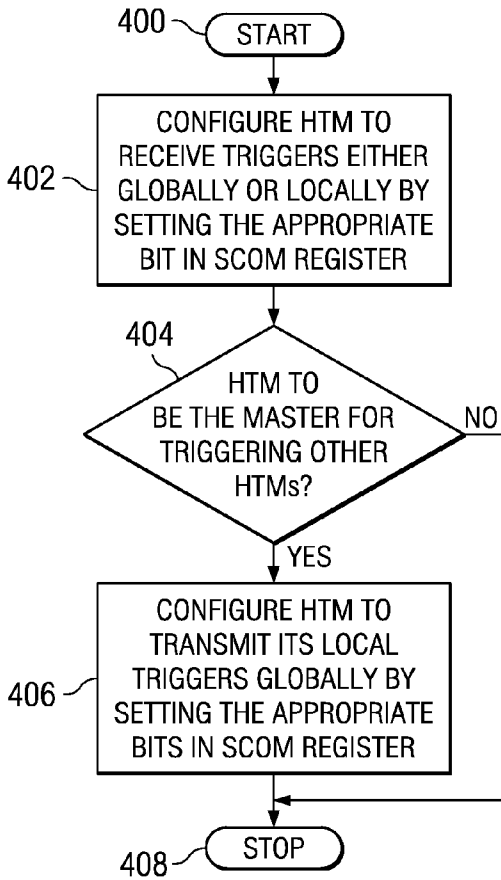 400
START
402
CONFIGURE HTM TO
RECEIVE TRIGGERS EITHER
GLOBALLY OR LOCALLY BY
SETTING THE APPROPRIATE
BIT IN SCOM REGISTER
404
HTM TO
BE THE MASTER FOR
TRIGGERING OTHER
HTMs?
NO
YES
406
CONFIGURE HTM TO
TRANSMIT ITS LOCAL
TRIGGERS GLOBALLY BY
SETTING THE APPROPRIATE
BITS IN SCOM REGISTER
408
STOP